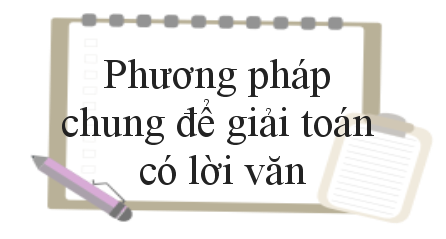 Phương pháp
chung để giải toán
có lời văn